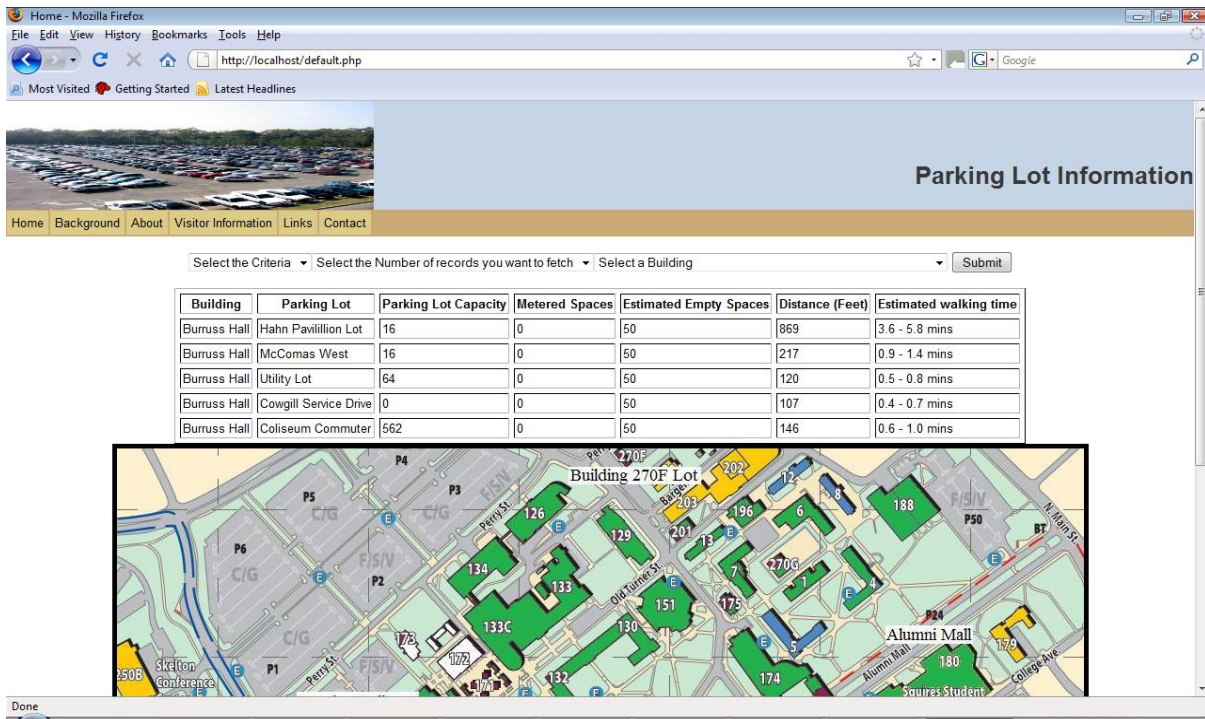 Home - Mozilla Firefox
File Edit View History Bookmarks Tools Help
http://localhost/default.php
Google
Most Visited Getting Started Latest Headlines
Parking Lot Information
Home Background About Visitor Information Links Contact
Select the Criteria Select the Number of records you want to fetch Select a Building Submit
Building Parking Lot Parking Lot Capacity Metered Spaces Estimated Empty Spaces Distance (Feet) Estimated walking time
Burruss Hall Hahn Pavillion Lot 16 0 50 869 3.6 - 5.8 mins
Burruss Hall McComas West 16 0 50 217 0.9 - 1.4 mins
Burruss Hall Utility Lot 64 0 50 120 0.5 - 0.8 mins
Burruss Hall Cowgill Service Drive 0 0 50 107 0.4 - 0.7 mins
Burruss Hall Coliseum Commuter 562 0 50 146 0.6 - 1.0 mins
P4 270F
Building 270F Lot 202 12
P5 P3 F/S/V 203 8 188 F/S/V
C/G C/G Perry St. 126 196 6 P50 N. Main St.
E E 201 BT
129 13
P6 F/S/V 134 7 270G
C/G P2 133 Old Turner St. 1 4
151 175
133C P24
C/G 173 130 Alumni Mall 179
P1 Perry St. 172 5 Alumni Mall College Ave.
250B Skelton F/S/V 171 132 174 180
Conference Squires Student
Done